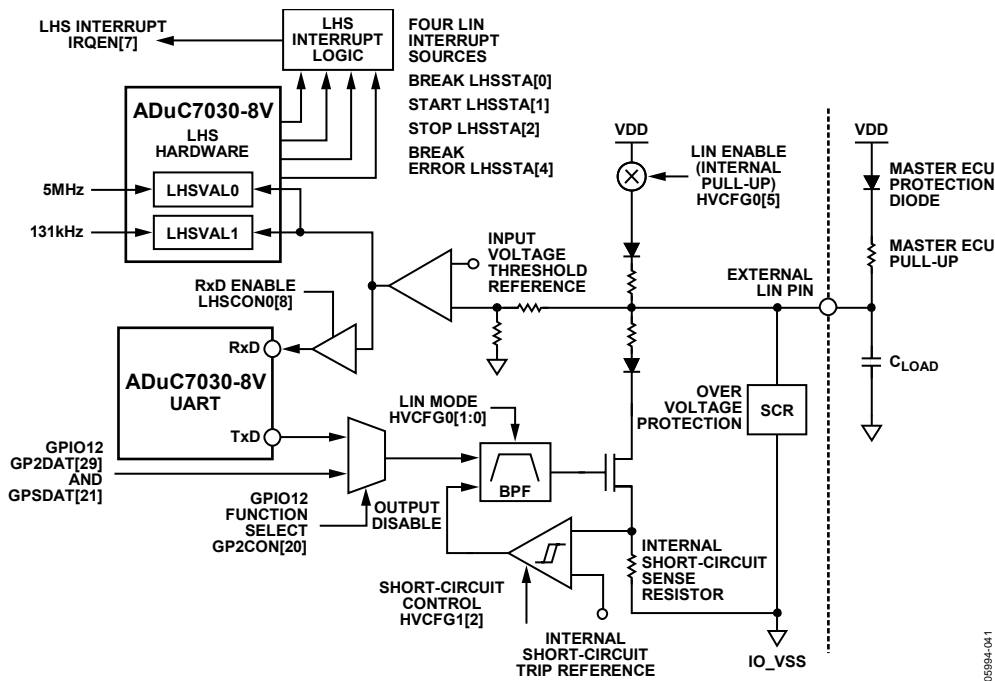 LHS INTERRUPT
IRQEN[7]
LHS
INTERRUPT
LOGIC
FOUR LIN
INTERRUPT
SOURCES
BREAK LHSSTA[0]
START LHSSTA[1]
STOP LHSSTA[2]
BREAK
ERROR LHSSTA[4]
ADuC7030-8V
LHS
HARDWARE
5MHz
LHSVAL0
131kHz
LHSVAL1
VDD
LIN ENABLE
(INTERNAL
PULL-UP)
HVCFG0[5]
VDD
MASTER ECU
PROTECTION
DIODE
MASTER ECU
PULL-UP
INPUT
VOLTAGE
THRESHOLD
REFERENCE
EXTERNAL
LIN PIN
RxD ENABLE
LHSCON0[8]
RxD
ADuC7030-8V
UART
TxD
CLOAD
OVER
VOLTAGE
PROTECTION
SCR
LIN MODE
HVCFG0[1:0]
BPF
GPIO12
GP2DAT[29]
AND
GPSDAT[21]
GPIO12
FUNCTION
SELECT
GP2CON[20]
OUTPUT
DISABLE
SHORT-CIRCUIT
CONTROL
HVCFG1[2]
INTERNAL
SHORT-CIRCUIT
SENSE
RESISTOR
INTERNAL
SHORT-CIRCUIT
TRIP REFERENCE
IO_VSS
05994-041